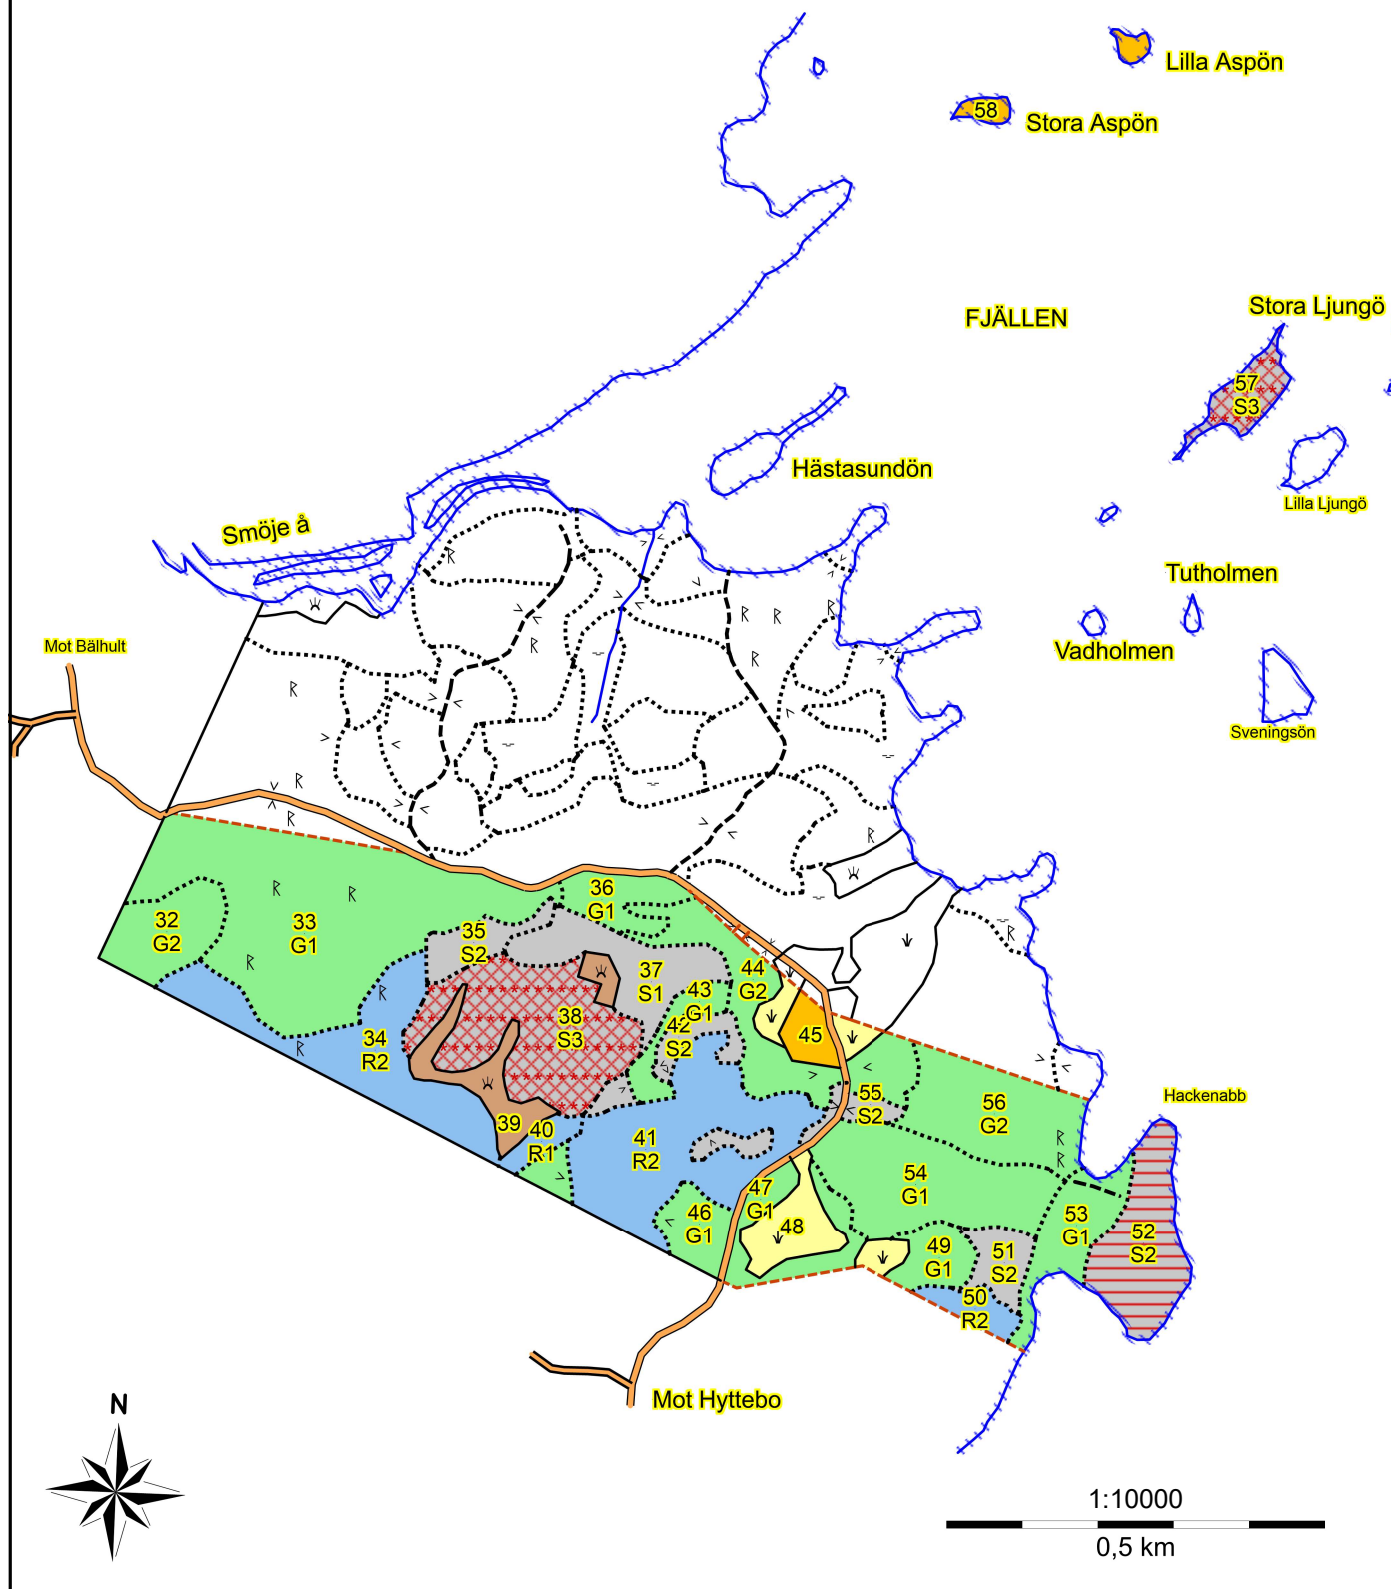 Lilla Aspön
58
Stora Aspön
FJÄLLEN
Stora Ljungö
57
S3
Hästasundön
Lilla Ljungö
Smöje å
Tutholmen
Mot Bälhult
Vadholmen
Sveningsön
36
G1
32
G2
33
G1
35
S2
37
S1
44
G2
43
G1
38
S3
42
S2
45
34
R2
55
S2
56
G2
Hackenabb
39
40
R1
41
R2
54
G1
47
G1
46
G1
48
49
G1
51
S2
53
G1
52
S2
50
R2
Mot Hyttebo
N
1:10000
0,5 km